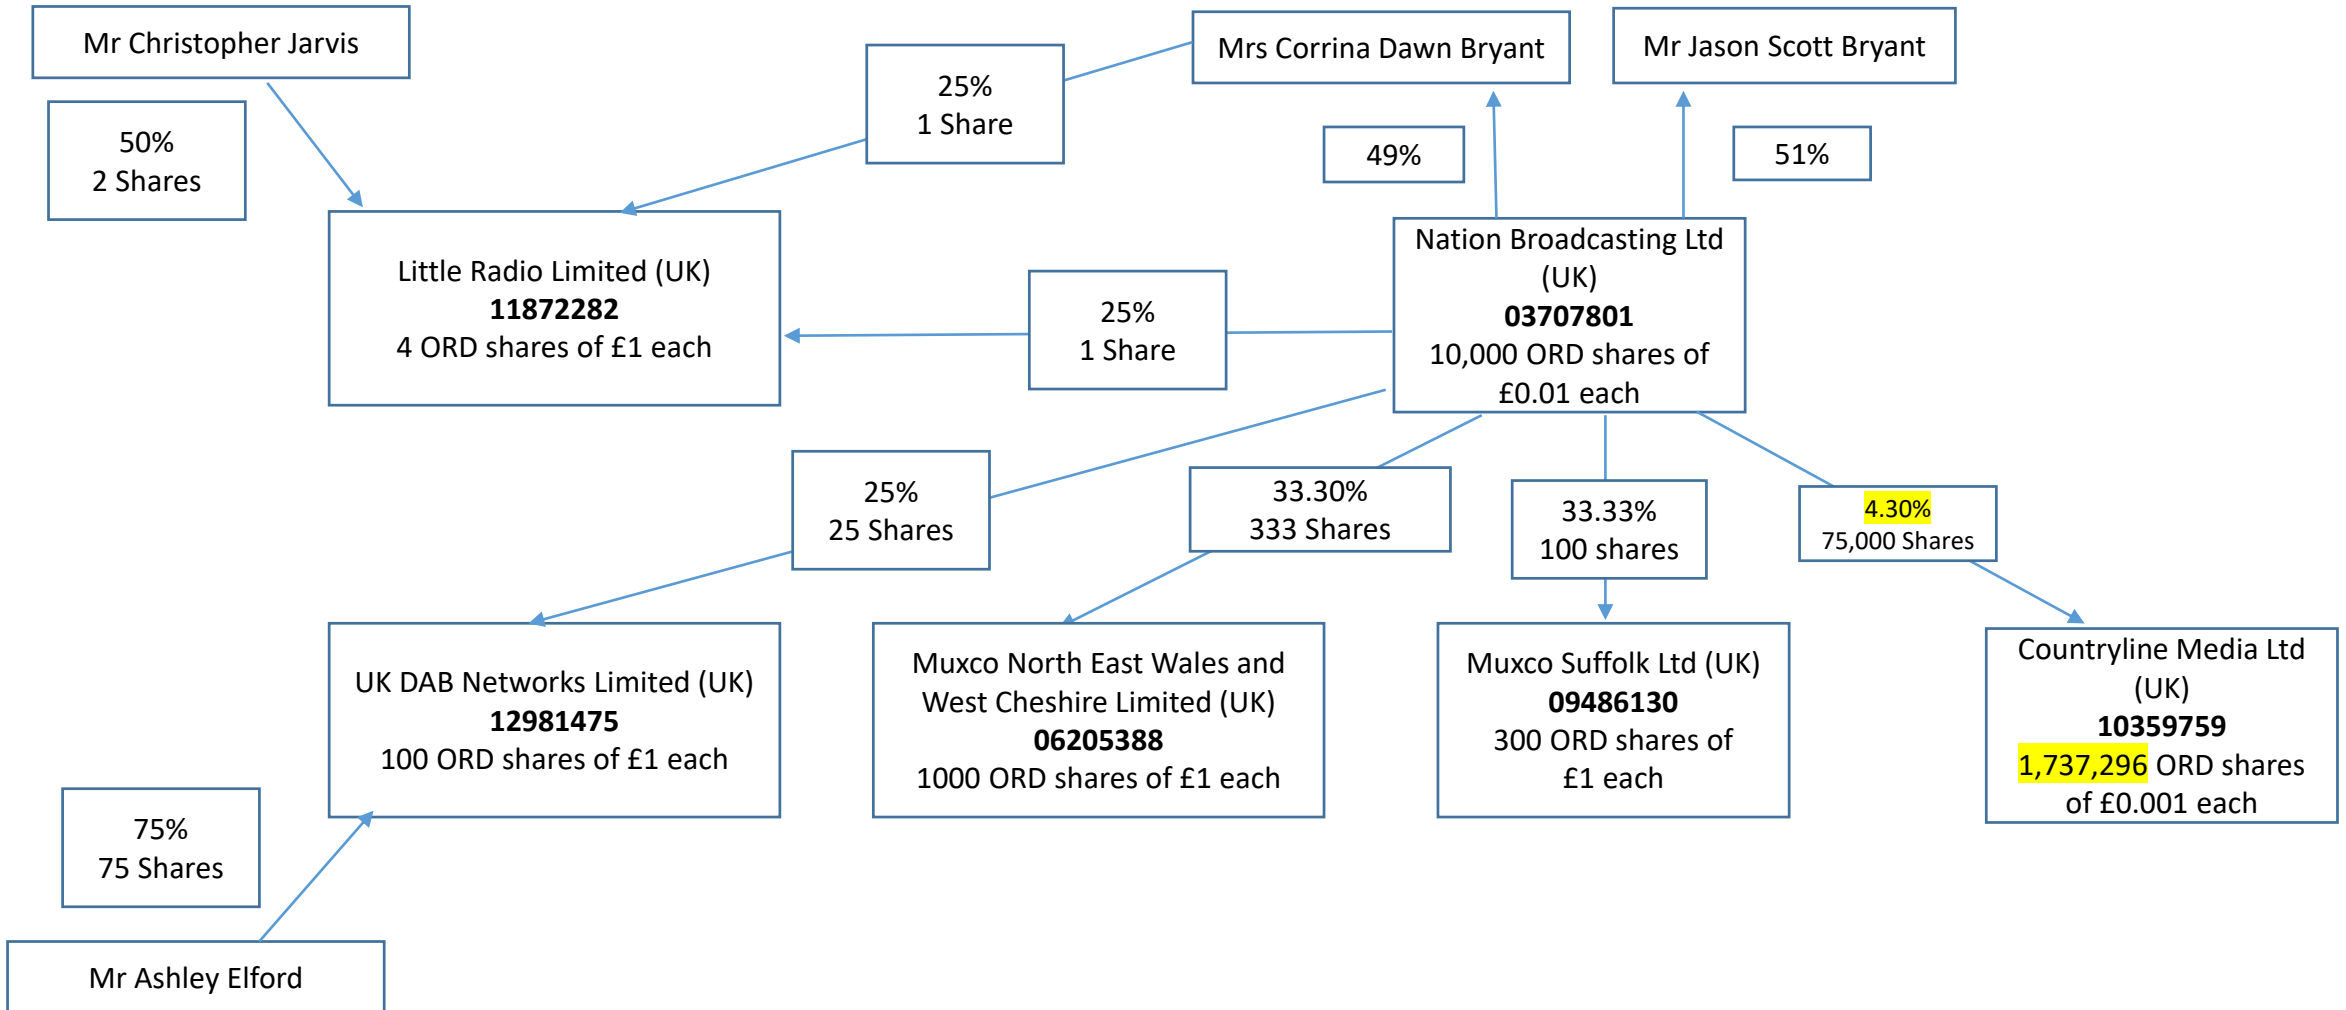 Mr Christopher Jarvis
Mrs Corrina Dawn Bryant
Mr Jason Scott Bryant
50%
2 Shares
25%
1 Share
49%
51%
Little Radio Limited (UK)
11872282
4 ORD shares of £1 each
25%
1 Share
Nation Broadcasting Ltd
(UK)
03707801
10,000 ORD shares of
£0.01 each
25%
25 Shares
33.30%
333 Shares
33.33%
100 shares
4.30%
75,000 Shares
UK DAB Networks Limited (UK)
12981475
100 ORD shares of £1 each
Muxco North East Wales and
West Cheshire Limited (UK)
06205388
1000 ORD shares of £1 each
Muxco Suffolk Ltd (UK)
09486130
300 ORD shares of
£1 each
Countryline Media Ltd
(UK)
10359759
1,737,296 ORD shares
of £0.001 each
75%
75 Shares
Mr Ashley Elford